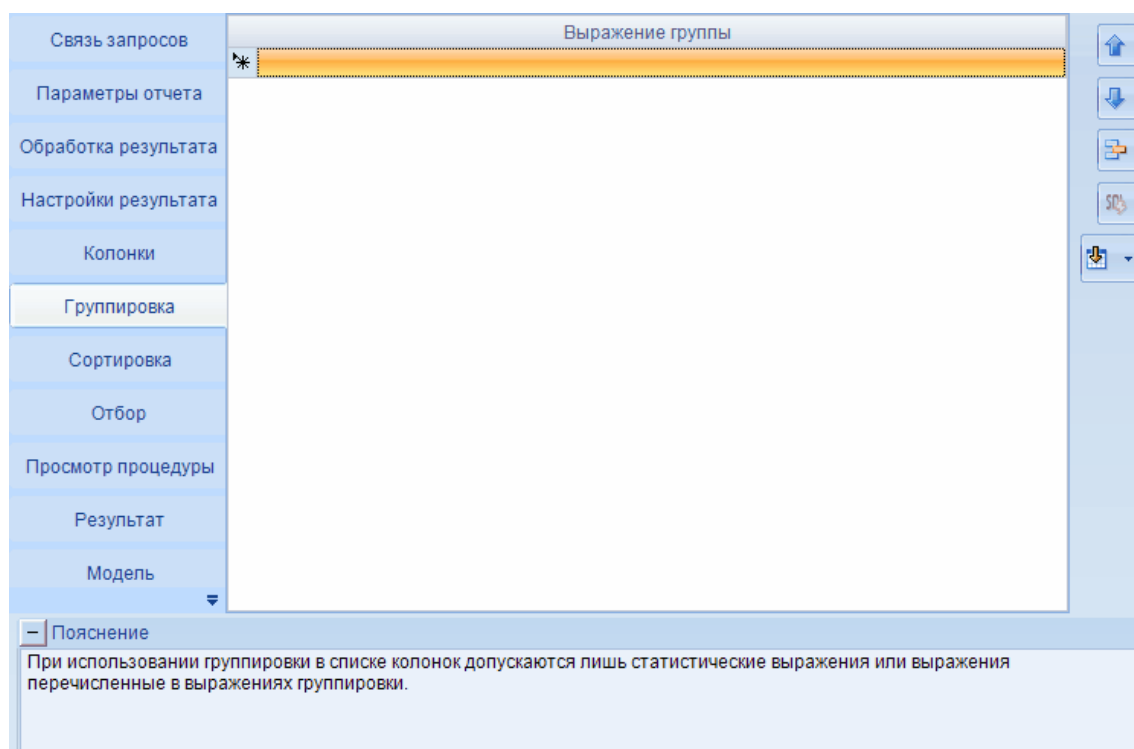 Связь запросов
Выражение группы
Параметры отчета
Обработка результата
Настройки результата
Колонки
Группировка
Сортировка
Отбор
Просмотр процедуры
Результат
Модель
Пояснение
При использовании группировки в списке колонок допускаются лишь статистические выражения или выражения
перечисленные в выражениях группировки.